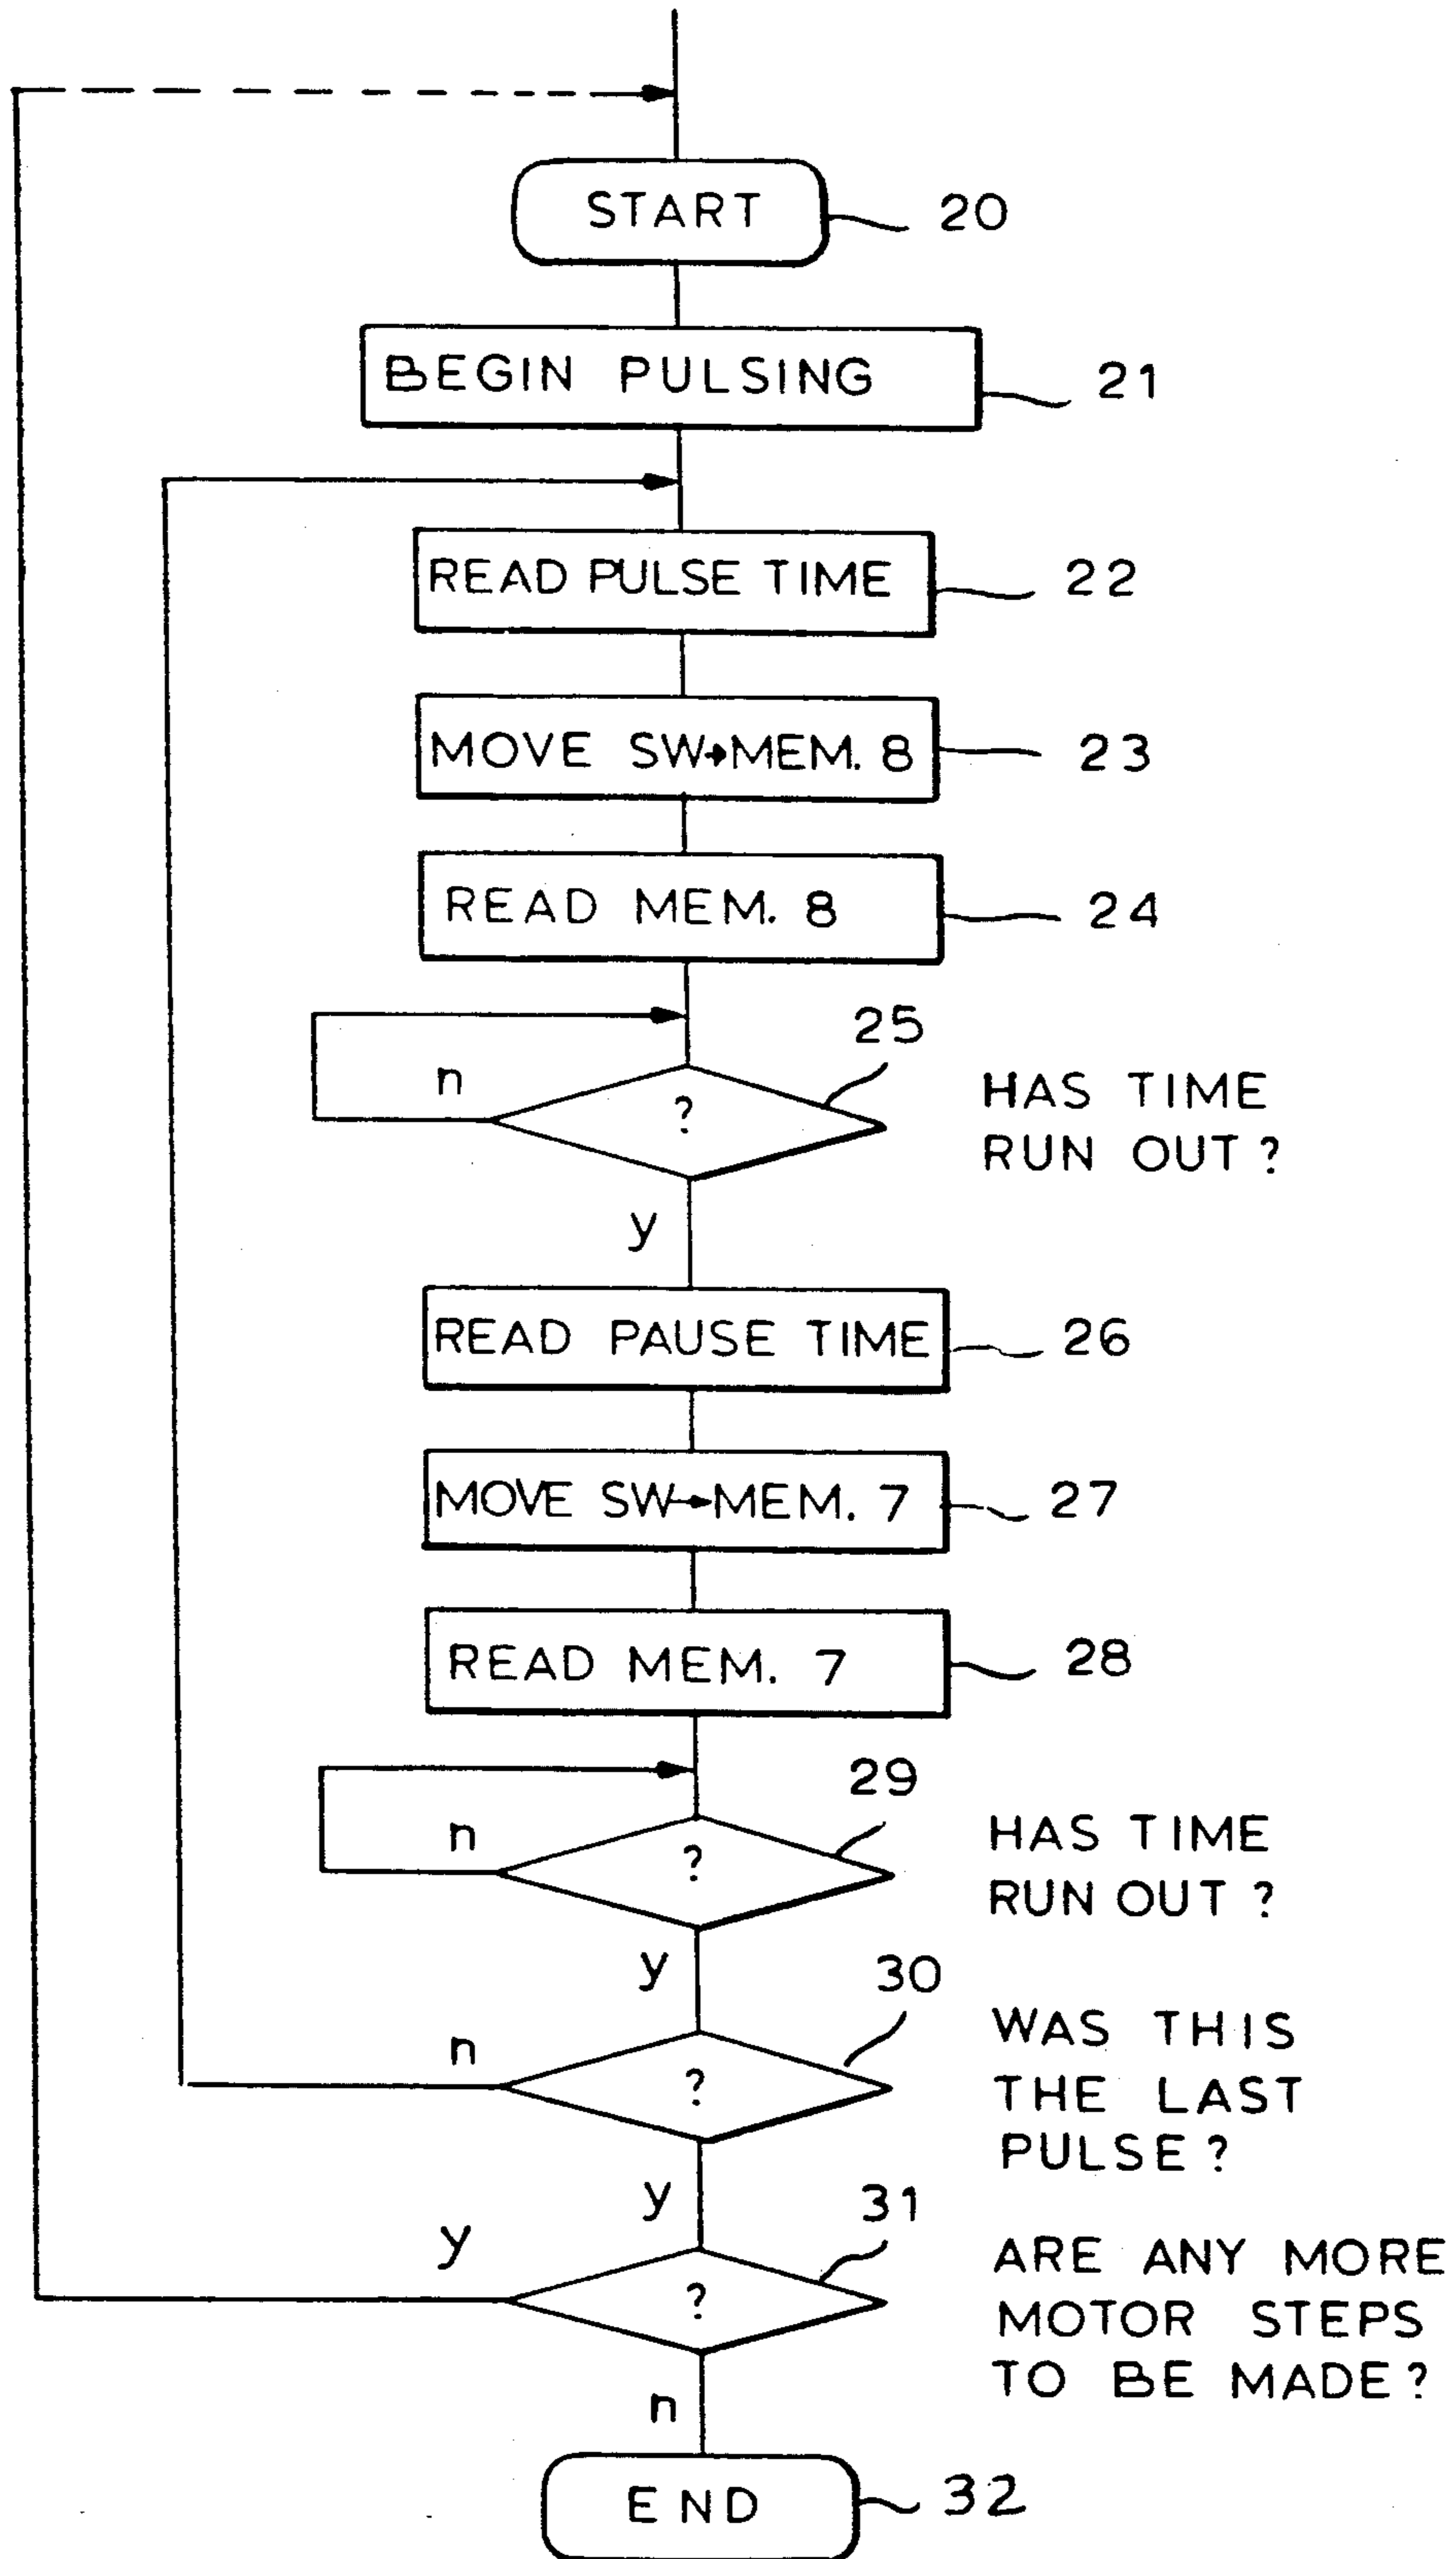 START
20
BEGIN PULSING
21
READ PULSE TIME
22
MOVE SW→MEM. 8
23
READ MEM. 8
24
25
n
?
HAS TIME
RUN OUT?
y
READ PAUSE TIME
26
MOVE SW→MEM. 7
27
READ MEM. 7
28
29
n
?
HAS TIME
RUN OUT?
y
30
n
?
WAS THIS
THE LAST
PULSE?
y
31
y
?
ARE ANY MORE
MOTOR STEPS
TO BE MADE?
n
END
32